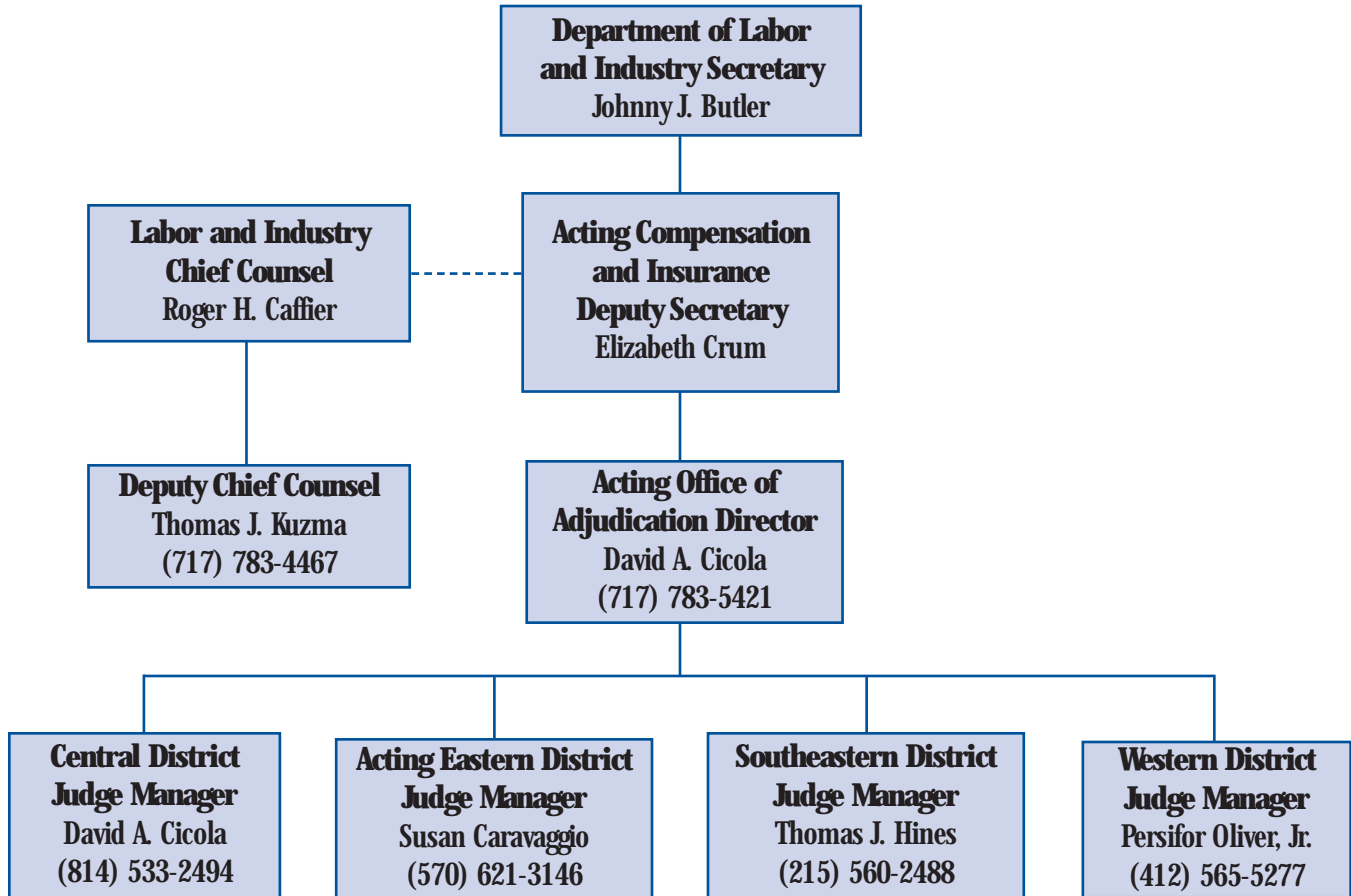 Department of Labor
and Industry Secretary
Johnny J. Butler
Labor and Industry
Chief Counsel
Roger H. Caffier
Acting Compensation
and Insurance
Deputy Secretary
Elizabeth Crum
Deputy Chief Counsel
Thomas J. Kuzma
(717) 783-4467
Acting Office of
Adjudication Director
David A. Cicola
(717) 783-5421
Central District
Judge Manager
David A. Cicola
(814) 533-2494
Acting Eastern District
Judge Manager
Susan Caravaggio
(570) 621-3146
Southeastern District
Judge Manager
Thomas J. Hines
(215) 560-2488
Western District
Judge Manager
Persifor Oliver, Jr.
(412) 565-5277